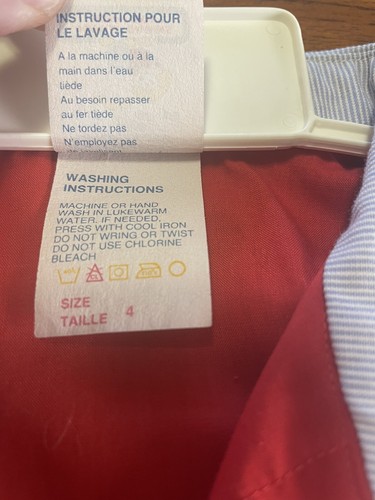 INSTRUCTION POUR
LE LAVAGE
A la machine ou à la
main dans l'eau
tiède
Au besoin repasser
au fer tiède
Ne tordez pas
N'employez pas
WASHING
INSTRUCTIONS
MACHINE OR HAND
WASH IN LUKEWARM
WATER. IF NEEDED,
PRESS WITH COOL IRON
DO NOT WRING OR TWIST
DO NOT USE CHLORINE
BLEACH
SIZE
TAILLE 4